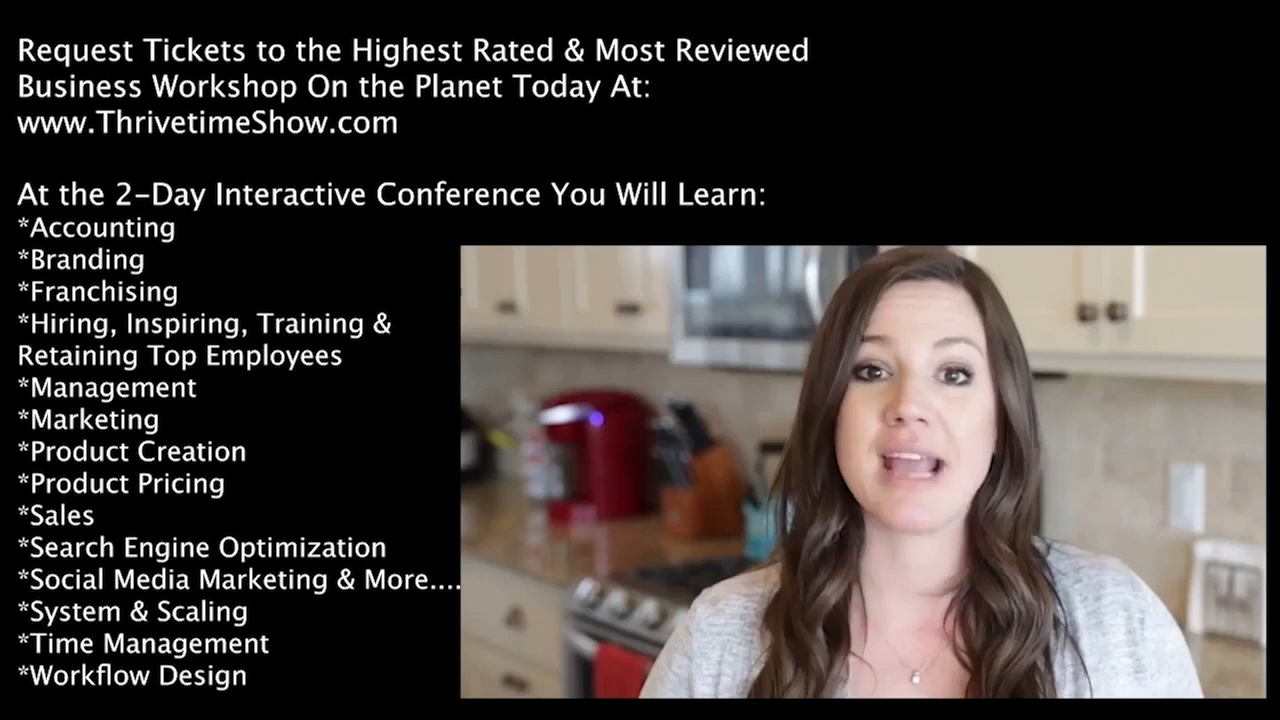 Request Tickets to the Highest Rated & Most Reviewed
Business Workshop On the Planet Today At:
www.ThrivetimeShow.com
At the 2-Day Interactive Conference You Will Learn:
*Accounting
*Branding
*Franchising
*Hiring, Inspiring, Training &
Retaining Top Employees
*Management
*Marketing
*Product Creation
*Product Pricing
*Sales
*Search Engine Optimization
*Social Media Marketing & More....
*System & Scaling
*Time Management
*Workflow Design